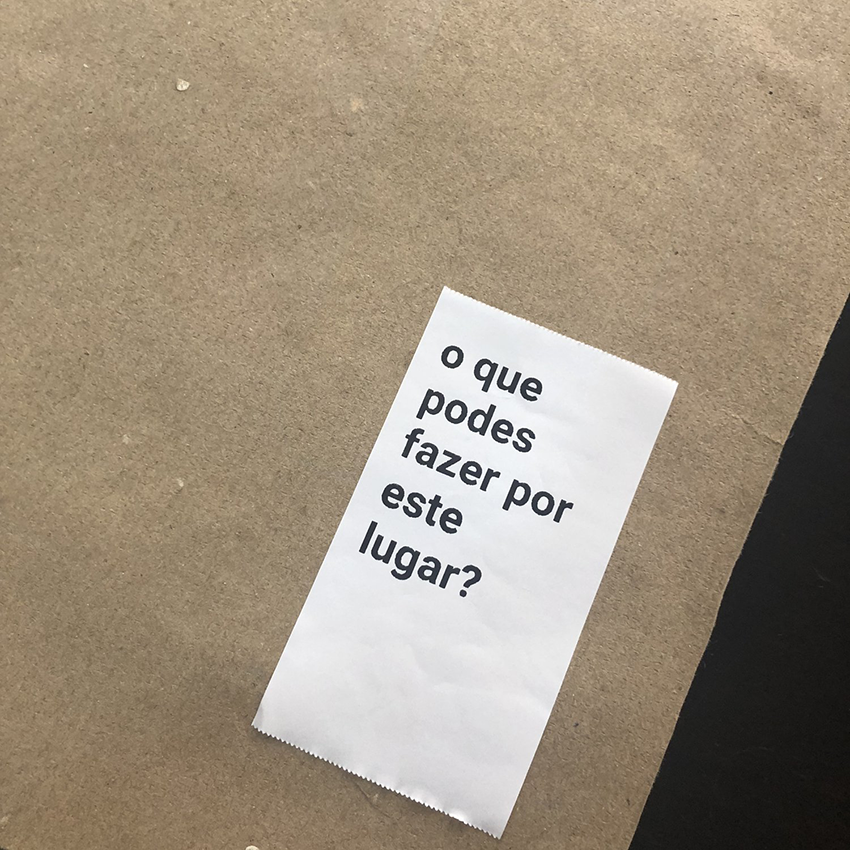 o que
podes
fazer por
este
lugar?